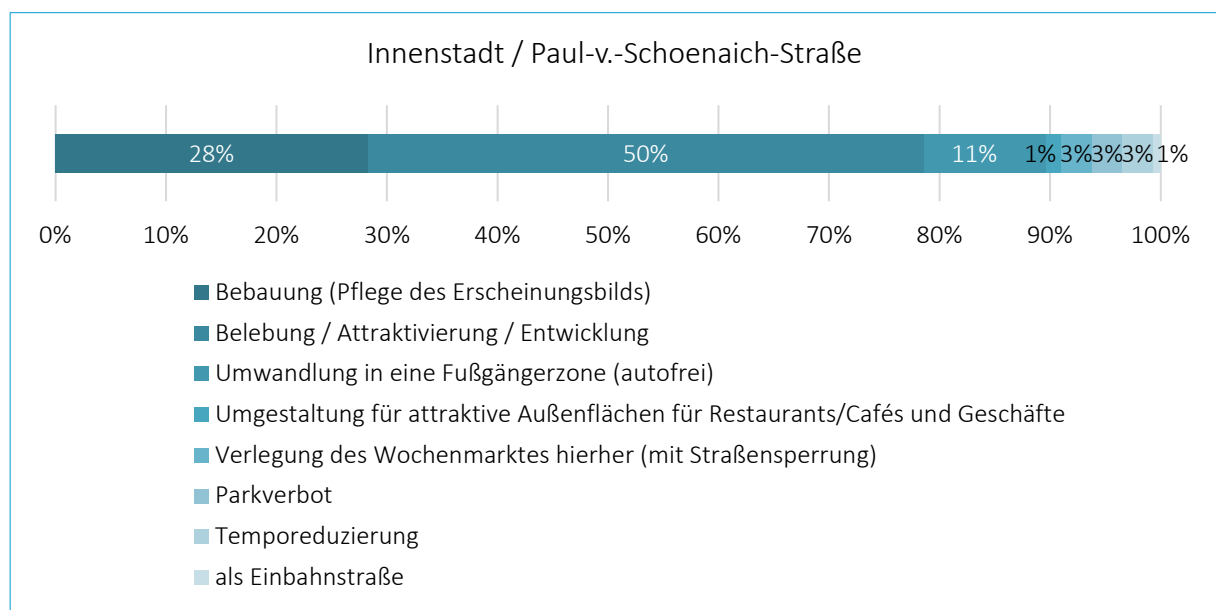 Innenstadt / Paul-v.-Schoenaich-Straße
28% 50% 11% 1% 3% 3% 3% 1%
0% 10% 20% 30% 40% 50% 60% 70% 80% 90% 100%
Bebauung (Pflege des Erscheinungsbilds)
Belebung / Attraktivierung / Entwicklung
Umwandlung in eine Fußgängerzone (autofrei)
Umgestaltung für attraktive Außenflächen für Restaurants/Cafés und Geschäfte
Verlegung des Wochenmarktes hierher (mit Straßensperrung)
Parkverbot
Temporeduzierung
als Einbahnstraße